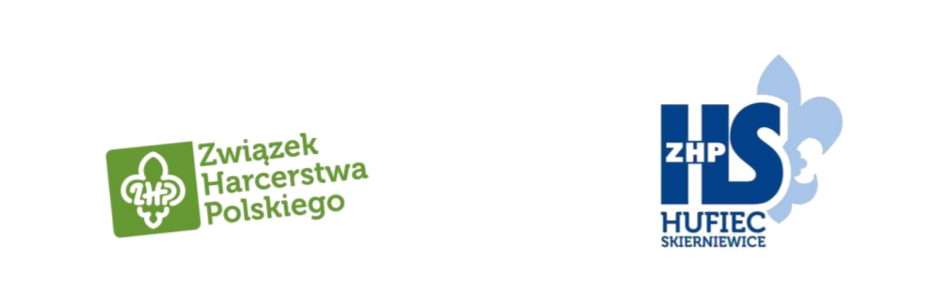 ZHP
Związek
Harcerstwa
Polskiego
HS
ZHP
HUFIEC
SKIERNIEWICE